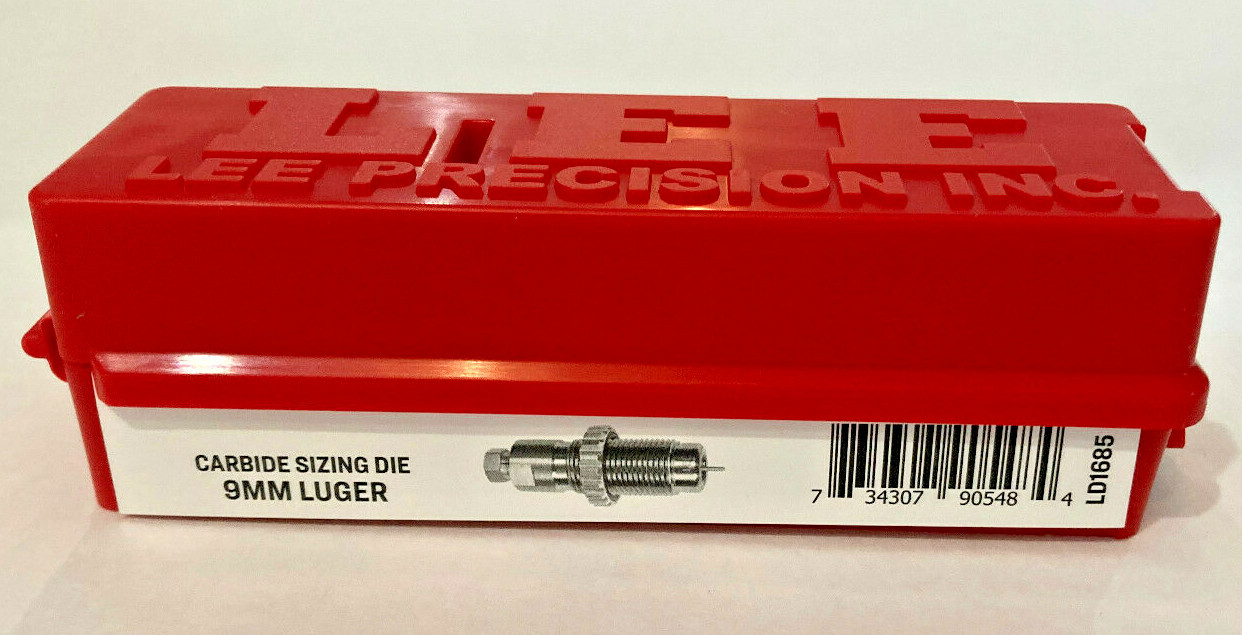 LEE
LEE PRECISION INC.
CARBIDE SIZING DIE
9MM LUGER
7 34307 90548 4
LD1685